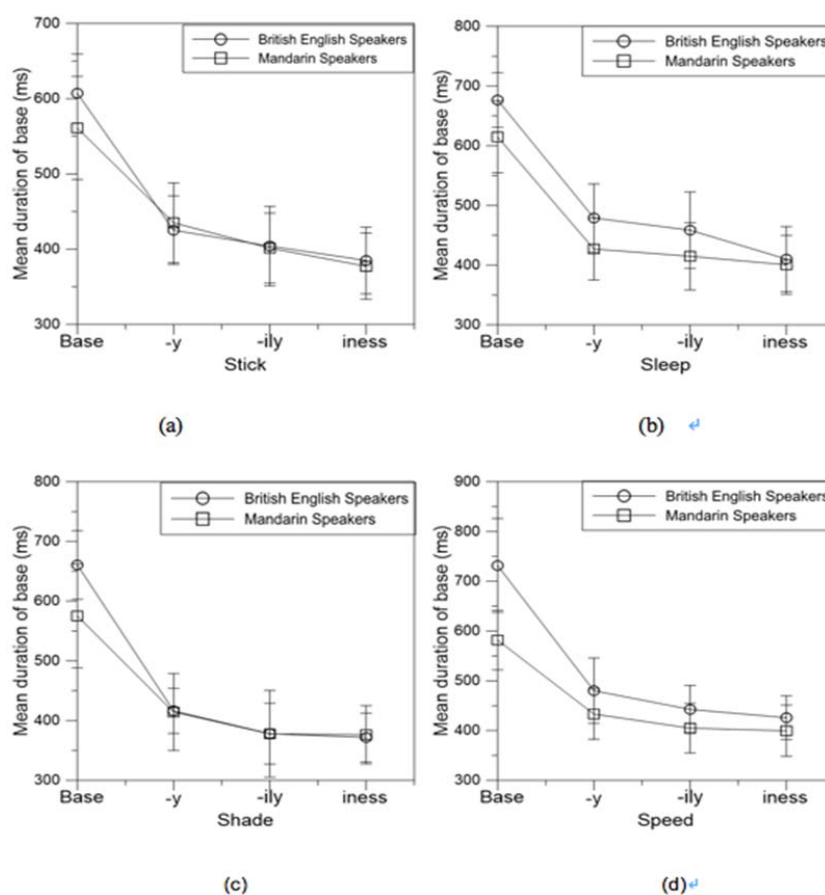 700
600
500
400
300
Mean duration of base (ms)
British English Speakers
Mandarin Speakers
Base -y -ily iness
Stick
(a)
800
700
600
500
400
300
Mean duration of base (ms)
British English Speakers
Mandarin Speakers
Base -y -ily iness
Sleep
(b) ↵
800
700
600
500
400
300
Mean duration of base (ms)
British English Speakers
Mandarin Speakers
Base -y -ily iness
Shade
(c)
900
800
700
600
500
400
300
Mean duration of base (ms)
British English Speakers
Mandarin Speakers
Base -y -ily iness
Speed
(d)↵